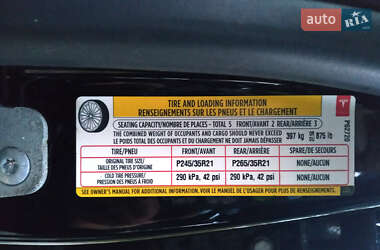 auto RIA.com
TIRE AND LOADING INFORMATION
RENSEIGNEMENTS SUR LES PNEUS ET LE CHARGEMENT
SEATING CAPACITY/NOMBRE DE PLACES - TOTAL 5 FRONT/AVANT 2 REAR/ARRIÈRE 3
THE COMBINED WEIGHT OF OCCUPANTS AND CARGO SHOULD NEVER EXCEED 397 kg OR OU 875 lb
LE POIDS TOTAL DES OCCUPANTS ET DU CHARGEMENT NE DOIT JAMAIS DÉPASSER
TIRE/PNEU FRONT/AVANT REAR/ARRIÈRE SPARE/DE SECOURS
ORIGINAL TIRE SIZE/ P245/35R21 P265/35R21 NONE/AUCUN
TAILLE DES PNEUS D'ORIGINE
COLD TIRE PRESSURE/ 290 kPa, 42 psi 290 kPa, 42 psi NONE/AUCUN
PRESSION DES PNEUS À FROID
SEE OWNER'S MANUAL FOR ADDITIONAL INFORMATION. VOIR LE MANUEL DE L'USAGER POUR PLUS DE RENSEIGNEMENTS.